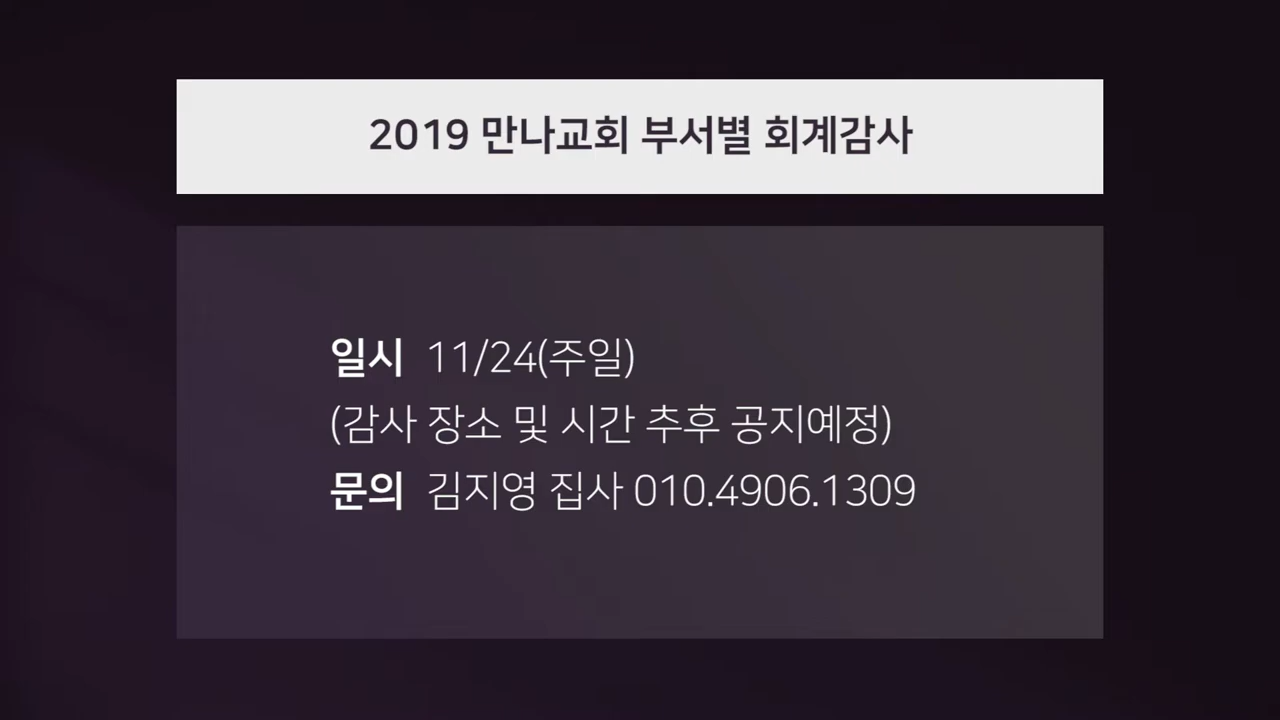 2019 만나교회 부서별 회계감사
일시 11/24(주일)
(감사 장소 및 시간 추후 공지예정)
문의 김지영 집사 010.4906.1309